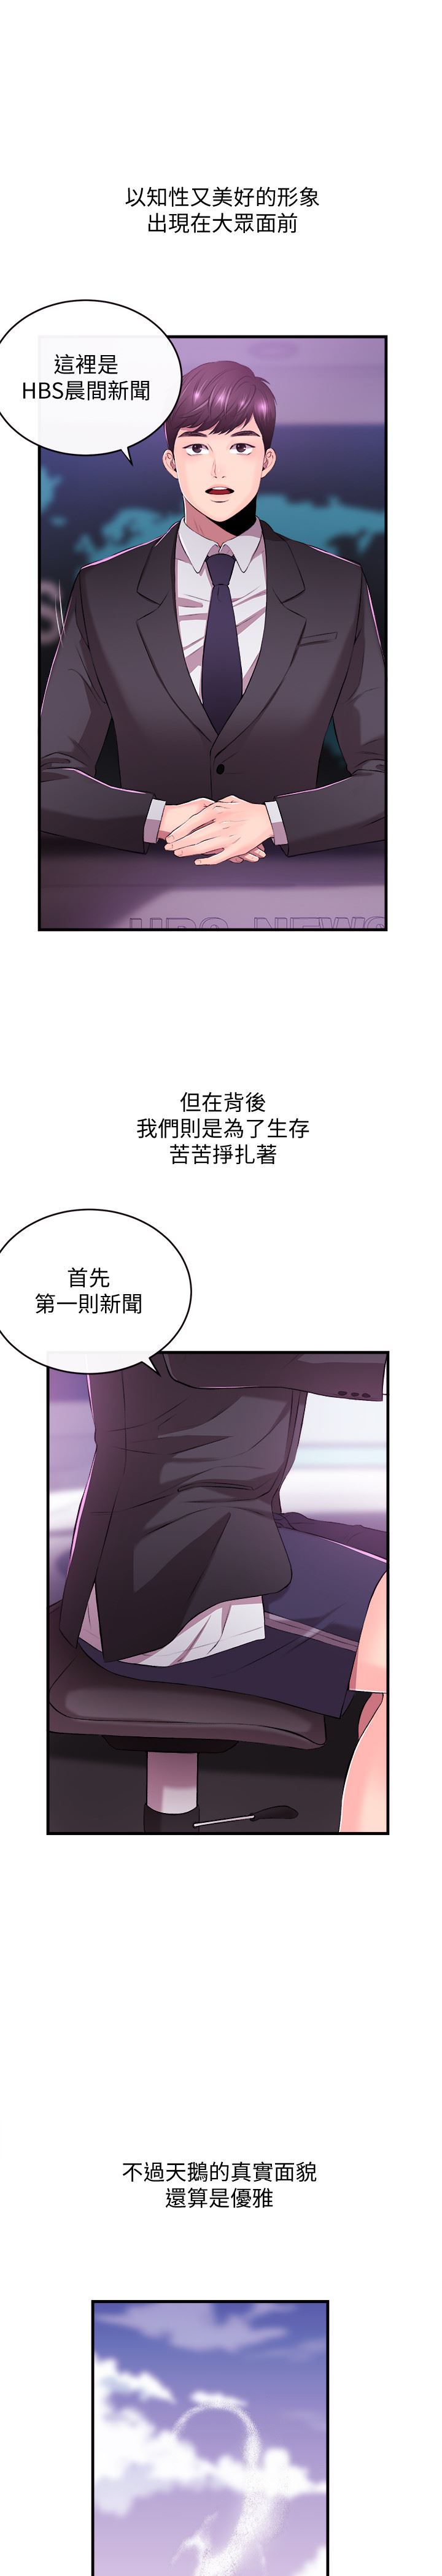 以知性又美好的形象
出現在大眾面前
這裡是
HBS晨間新聞
HBS NEWS
但在背後
我們則是為了生存
苦苦掙扎著
首先
第一則新聞
不過天鵝的真實面貌
還算是優雅